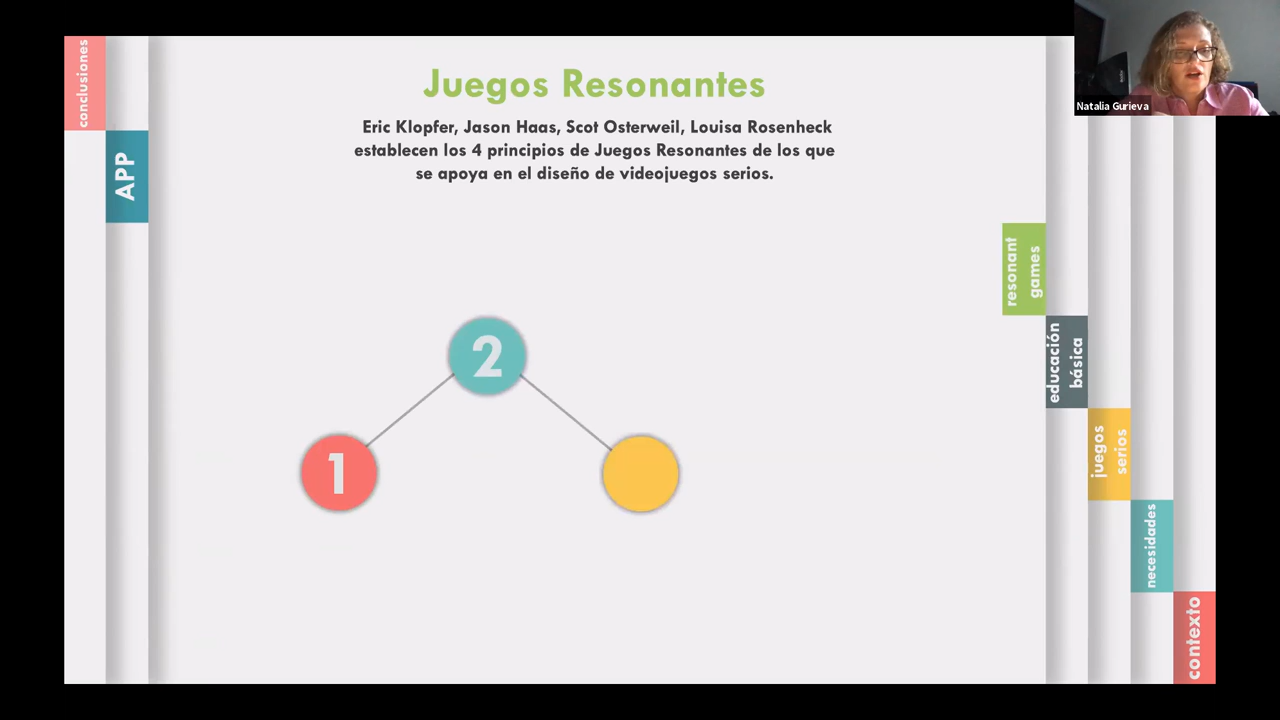 Juegos Resonantes
Eric Klopfer, Jason Haas, Scot Osterweil, Louisa Rosenheck
establecen los 4 principios de Juegos Resonantes de los que
se apoya en el diseño de videojuegos serios.
conclusiones
APP
2
1
resonant
games
educación
básica
juegos
serios
necesidades
contexto
Natalia Gurieva